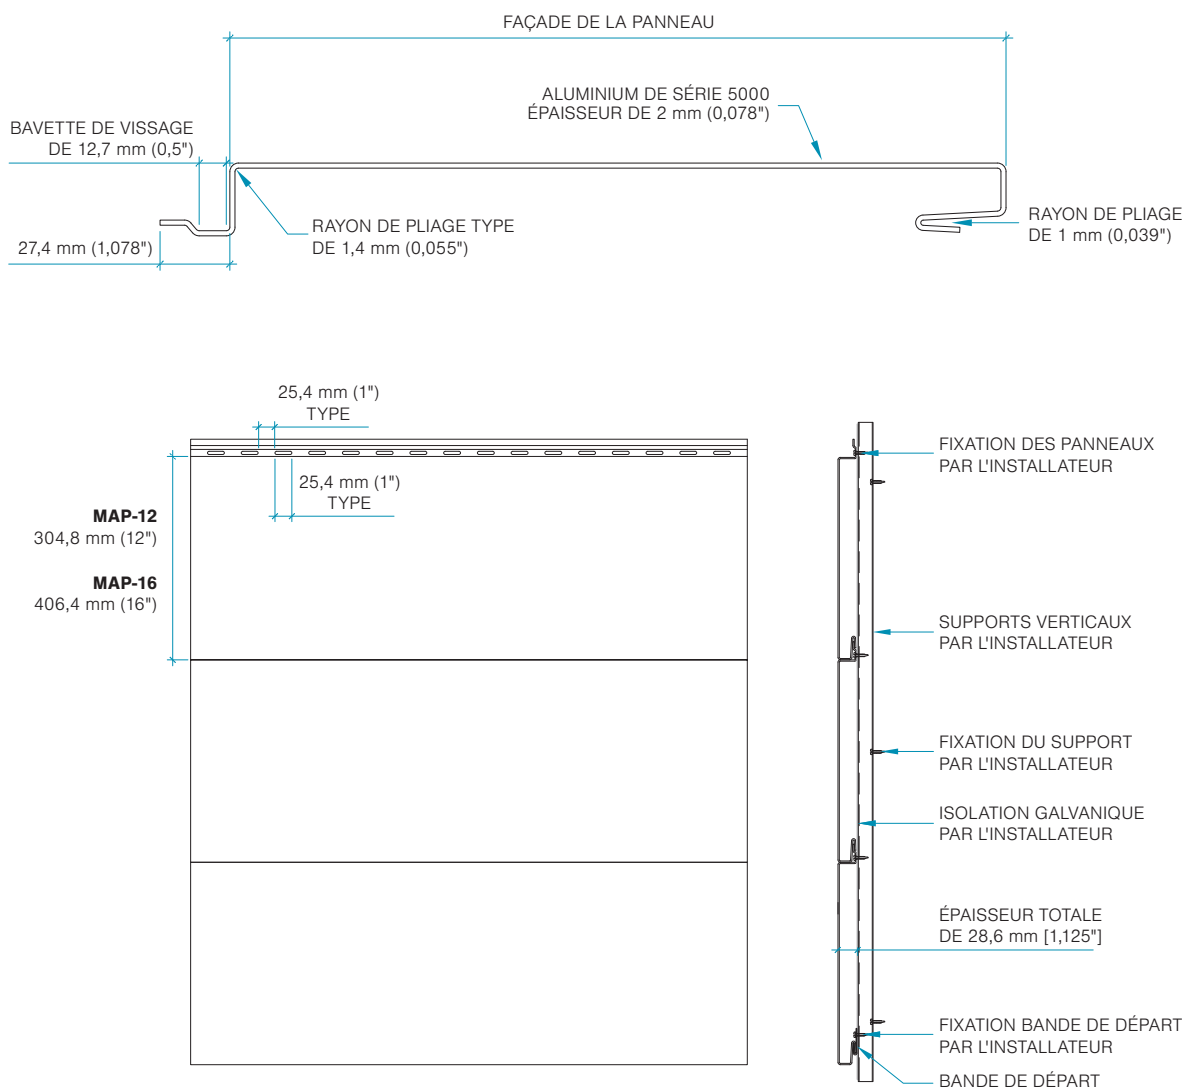 FAÇADE DE LA PANNEAU
ALUMINIUM DE SÉRIE 5000
ÉPAISSEUR DE 2 mm (0,078")
BAVETTE DE VISSAGE
DE 12,7 mm (0,5")
RAYON DE PLIAGE TYPE
DE 1,4 mm (0,055")
RAYON DE PLIAGE
DE 1 mm (0,039")
27,4 mm (1,078")
25,4 mm (1")
TYPE
25,4 mm (1")
TYPE
MAP-12
304,8 mm (12")
MAP-16
406,4 mm (16")
FIXATION DES PANNEAUX
PAR L'INSTALLATEUR
SUPPORTS VERTICAUX
PAR L'INSTALLATEUR
FIXATION DU SUPPORT
PAR L'INSTALLATEUR
ISOLATION GALVANIQUE
PAR L'INSTALLATEUR
ÉPAISSEUR TOTALE
DE 28,6 mm [1,125"]
FIXATION BANDE DE DÉPART
PAR L'INSTALLATEUR
BANDE DE DÉPART